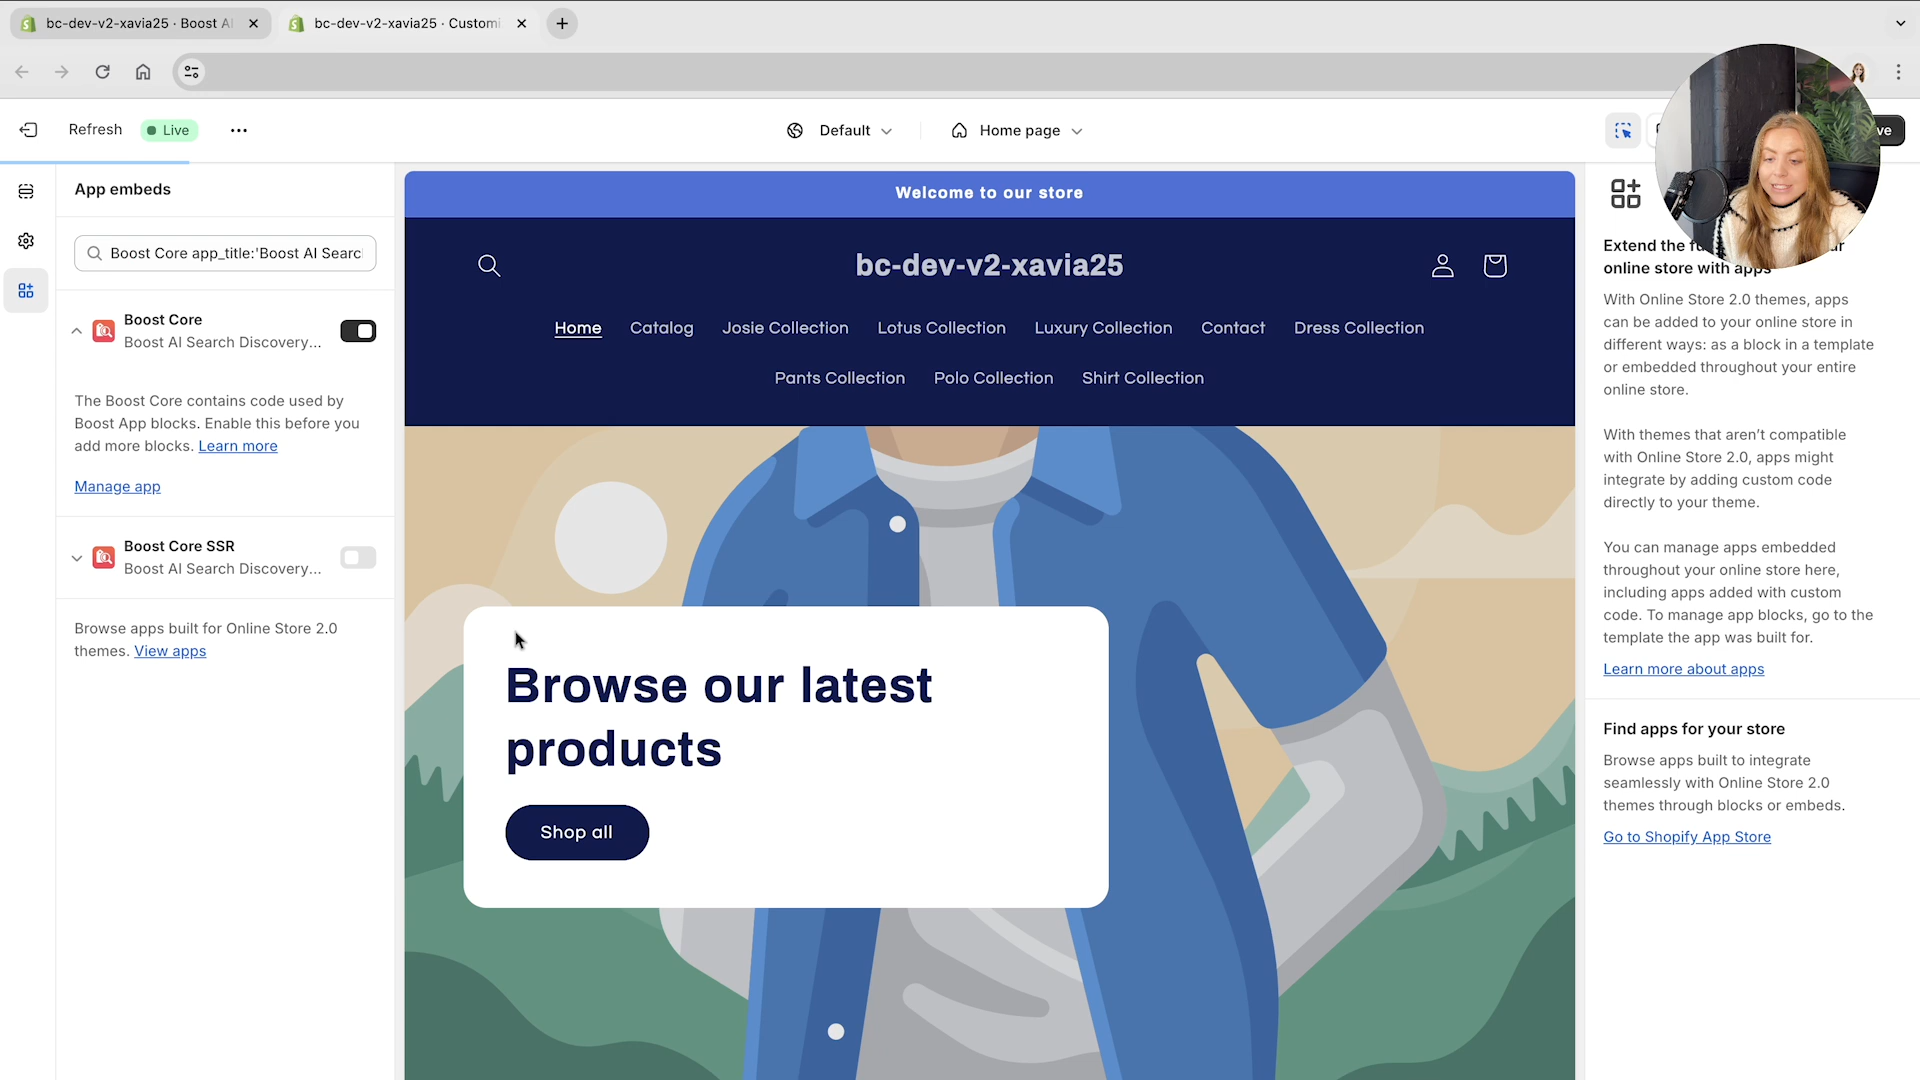 bc-dev-v2-xavia25 · Boost AI
bc-dev-v2-xavia25 · Customi
Refresh
Live
Default
Home page
ve
App embeds
Boost Core app_title:'Boost AI Searc
Boost Core
Boost AI Search Discovery...
The Boost Core contains code used by
Boost App blocks. Enable this before you
add more blocks. Learn more
Manage app
Boost Core SSR
Boost AI Search Discovery...
Browse apps built for Online Store 2.0
themes. View apps
Welcome to our store
bc-dev-v2-xavia25
Home
Catalog
Josie Collection
Lotus Collection
Luxury Collection
Contact
Dress Collection
Pants Collection
Polo Collection
Shirt Collection
Browse our latest
products
Shop all
Extend the
online store with apps
With Online Store 2.0 themes, apps
can be added to your online store in
different ways: as a block in a template
or embedded throughout your entire
online store.
With themes that aren’t compatible
with Online Store 2.0, apps might
integrate by adding custom code
directly to your theme.
You can manage apps embedded
throughout your online store here,
including apps added with custom
code. To manage app blocks, go to the
template the app was built for.
Learn more about apps
Find apps for your store
Browse apps built to integrate
seamlessly with Online Store 2.0
themes through blocks or embeds.
Go to Shopify App Store